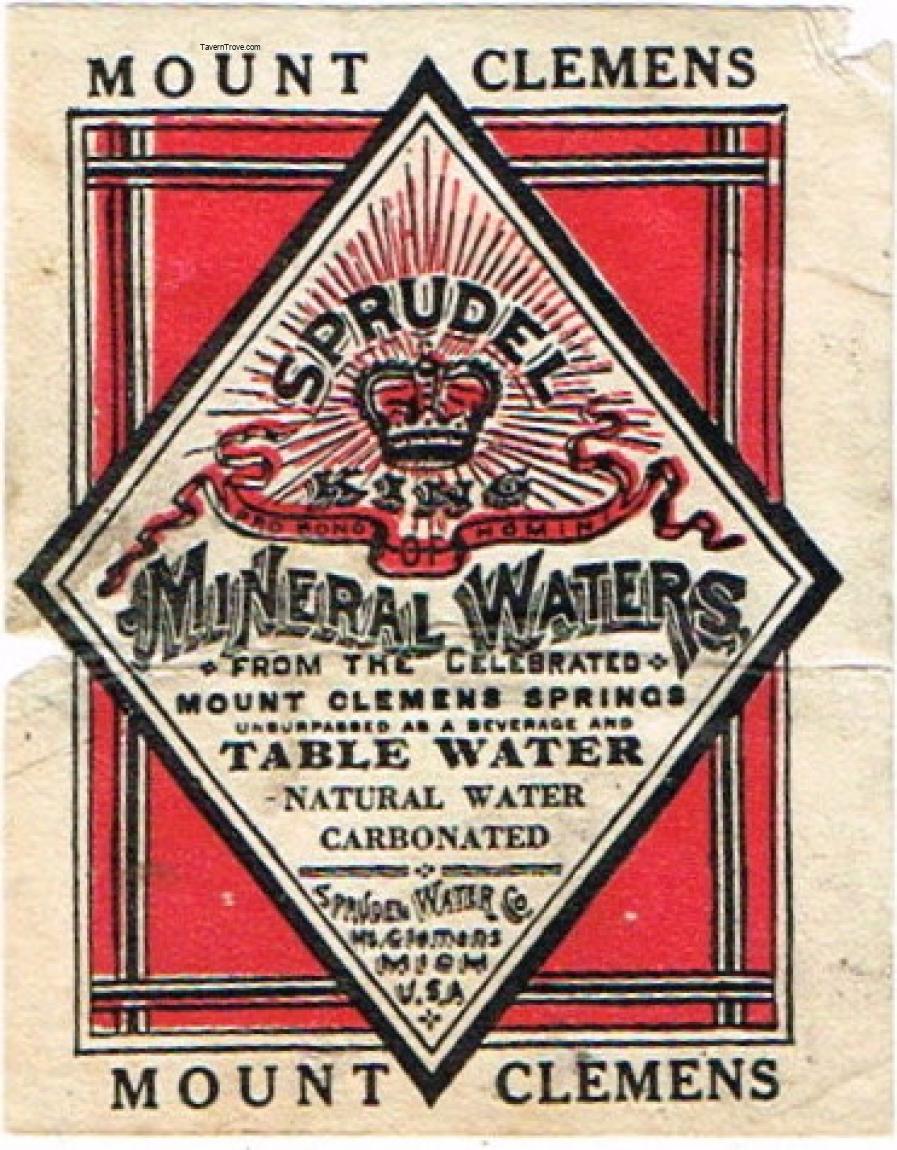 TavernTrove.com
MOUNT CLEMENS
SPRUDEL
KING
PRO BONO HOMINI
OF
MINERAL WATERS.
FROM THE CELEBRATED
MOUNT CLEMENS SPRINGS
UNSURPASSED AS A BEVERAGE AND
TABLE WATER
-NATURAL WATER
CARBONATED
SPRUDEL WATER CO.
Mt. Clemens
MICH
U.S.A
MOUNT CLEMENS